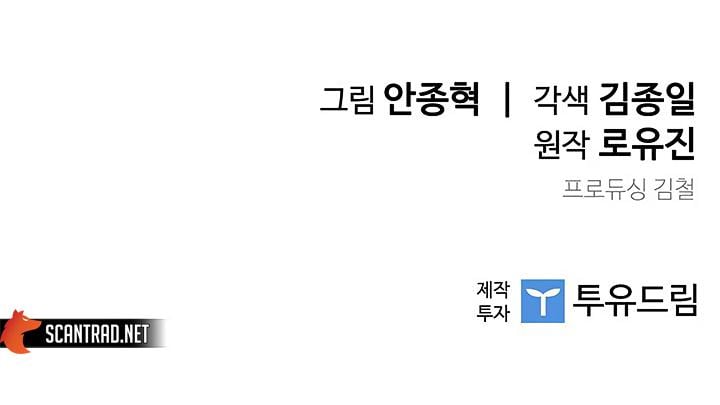 그림 안종혁 | 각색 김종일
원작 로유진
프로듀싱 김철
제작
투자
투유드림
SCANTRAD.NET